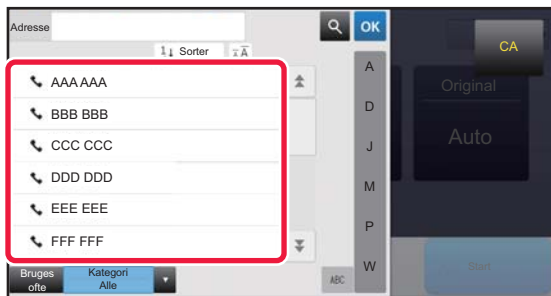 Adresse
OK
CA
1 Sorter
A
AAA AAA
A
Original
BBB BBB
D
Auto
CCC CCC
J
DDD DDD
M
EEE EEE
P
FFF FFF
Bruges ofte
Kategori Alle
ABC
W
Start